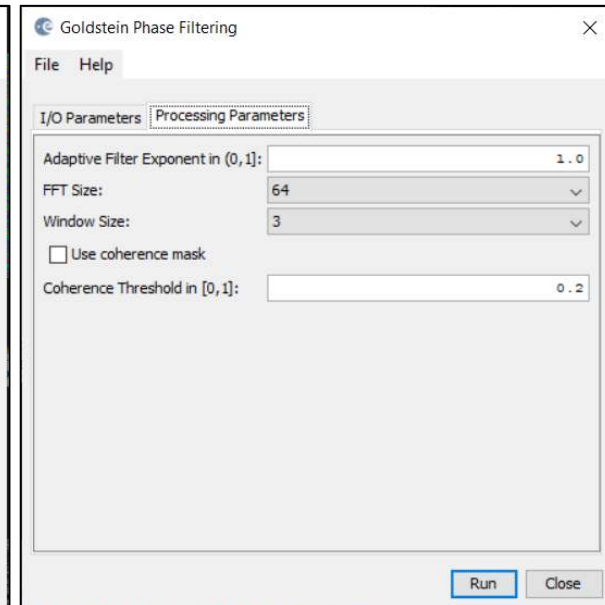 Goldstein Phase Filtering
File Help
I/O Parameters Processing Parameters
Adaptive Filter Exponent in (0,1]: 1.0
FFT Size: 64
Window Size: 3
Use coherence mask
Coherence Threshold in [0,1]: 0.2
Run Close